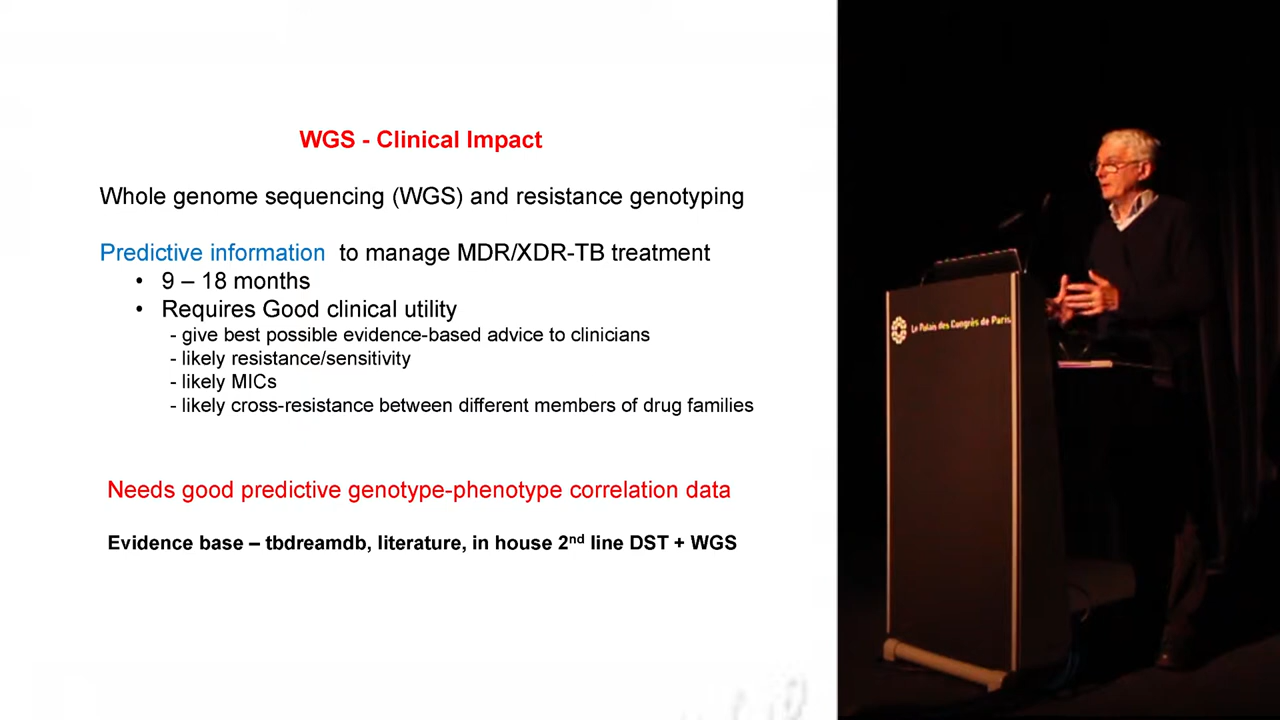 WGS - Clinical Impact
Whole genome sequencing (WGS) and resistance genotyping
Predictive information to manage MDR/XDR-TB treatment
• 9 – 18 months
• Requires Good clinical utility
- give best possible evidence-based advice to clinicians
- likely resistance/sensitivity
- likely MICs
- likely cross-resistance between different members of drug families
Needs good predictive genotype-phenotype correlation data
Evidence base – tbdreamdb, literature, in house 2nd line DST + WGS
Le Palais des Congrès de Paris